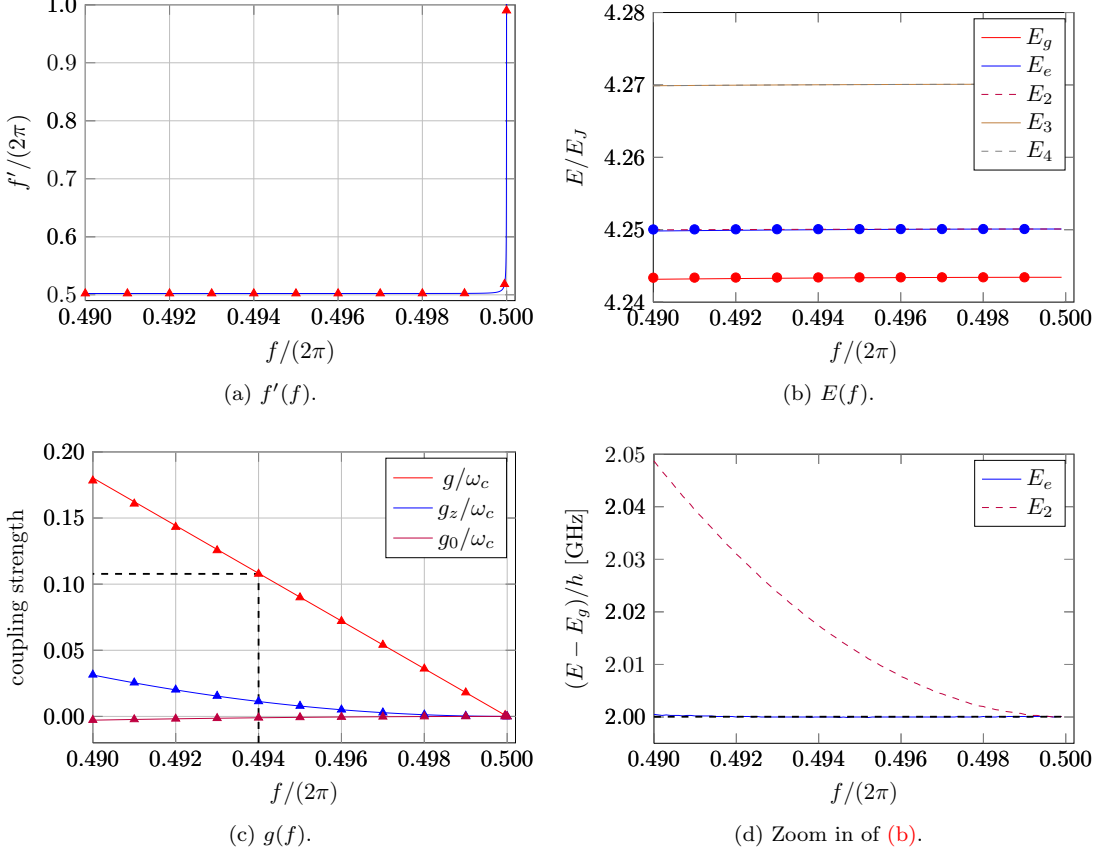 1.0
0.9
0.8
0.7
0.6
0.5
0.490 0.492 0.494 0.496 0.498 0.500
f′/(2π)
f/(2π)
(a) f′(f).
4.28
4.27
4.26
4.25
4.24
0.490 0.492 0.494 0.496 0.498 0.500
E/E_J
f/(2π)
E_g
E_e
E_2
E_3
E_4
(b) E(f).
0.20
0.15
0.10
0.05
0.00
0.490 0.492 0.494 0.496 0.498 0.500
coupling strength
f/(2π)
g/ω_c
g_z/ω_c
g_0/ω_c
(c) g(f).
2.05
2.04
2.03
2.02
2.01
2.00
0.490 0.492 0.494 0.496 0.498 0.500
(E − E_g)/h [GHz]
f/(2π)
E_e
E_2
(d) Zoom in of (b).